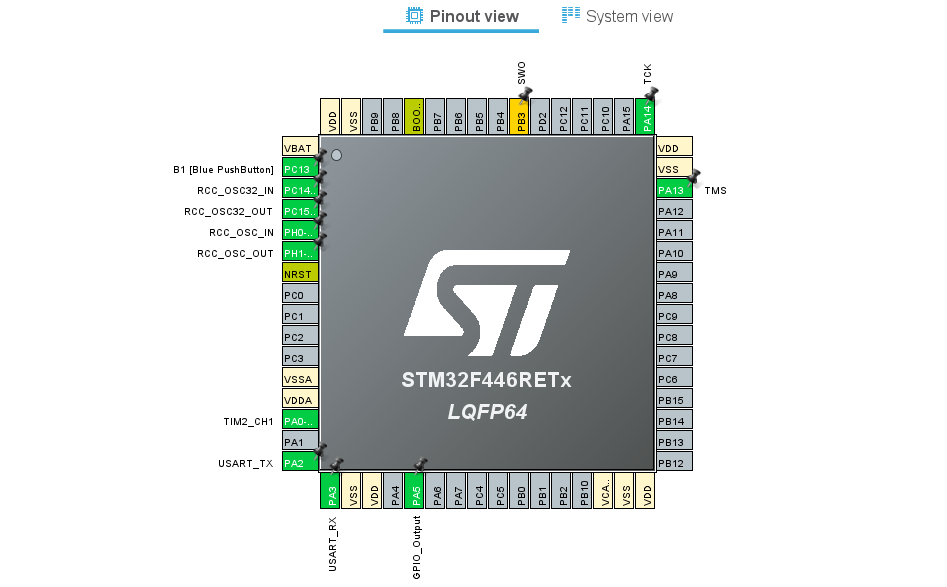 Pinout view
System view
SWO
TCK
VDD
VSS
PB9
PB8
BOO..
PB7
PB6
PB5
PB4
PB3
PD2
PC12
PC11
PC10
PA15
PA14
VBAT
B1 [Blue PushButton] PC13
RCC_OSC32_IN PC14..
RCC_OSC32_OUT PC15..
RCC_OSC_IN PH0-..
RCC_OSC_OUT PH1-..
NRST
PC0
PC1
PC2
PC3
VSSA
VDDA
TIM2_CH1 PA0-..
PA1
USART_TX PA2
STM32F446RETx
LQFP64
VDD
VSS
PA13 TMS
PA12
PA11
PA10
PA9
PA8
PC9
PC8
PC7
PC6
PB15
PB14
PB13
PB12
PA3
VSS
VDD
PA4
PA5
PA6
PA7
PC4
PC5
PB0
PB1
PB2
PB10
VCA..
VSS
VDD
USART_RX
GPIO_Output